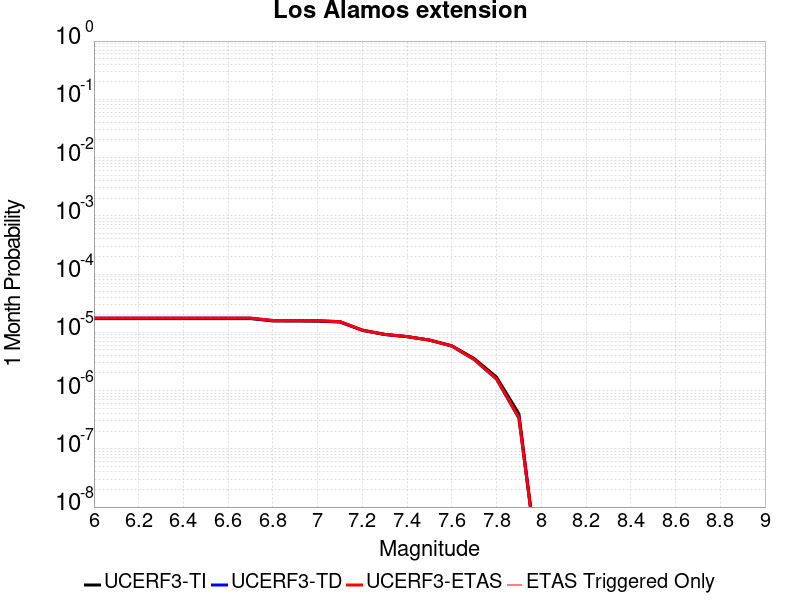 Los Alamos extension
1 Month Probability
10^0
10^-1
10^-2
10^-3
10^-4
10^-5
10^-6
10^-7
10^-8
6 6.2 6.4 6.6 6.8 7 7.2 7.4 7.6 7.8 8 8.2 8.4 8.6 8.8 9
Magnitude
UCERF3-TI UCERF3-TD UCERF3-ETAS ETAS Triggered Only